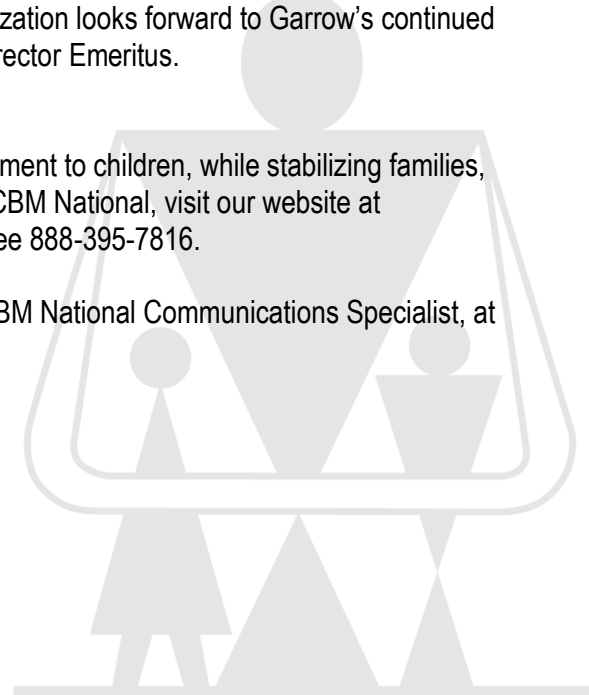 zation looks forward to Garrow’s continued
rector Emeritus.
ment to children, while stabilizing families,
CBM National, visit our website at
ee 888-395-7816.
BM National Communications Specialist, at